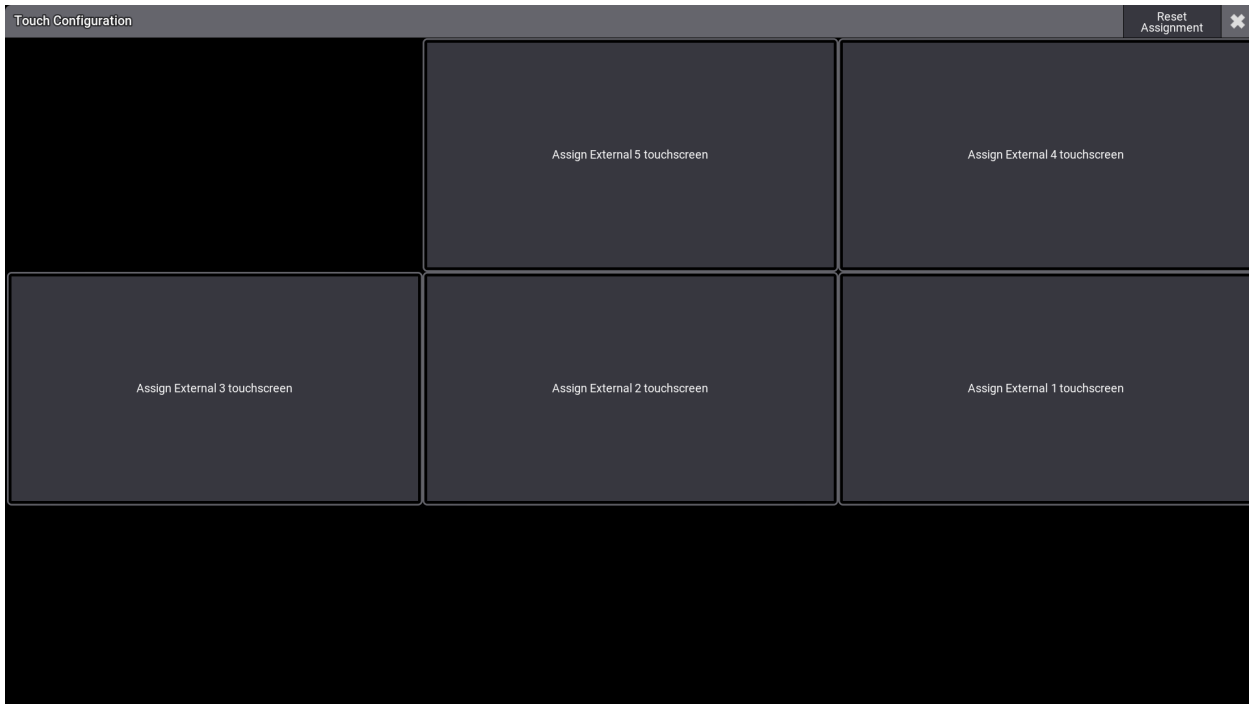 Touch Configuration
Reset
Assignment
Assign External 5 touchscreen
Assign External 4 touchscreen
Assign External 3 touchscreen
Assign External 2 touchscreen
Assign External 1 touchscreen